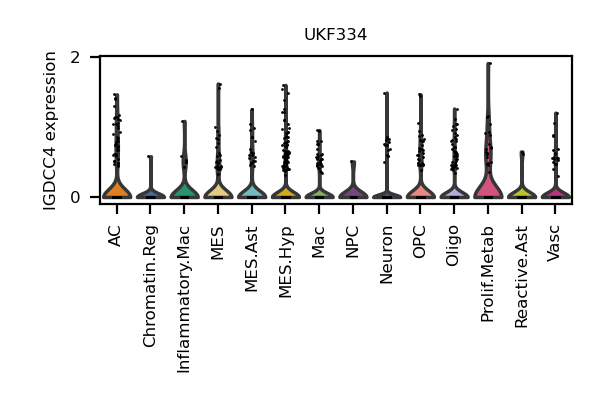 UKF334
IGDCC4 expression
2
0
AC
Chromatin.Reg
Inflammatory.Mac
MES
MES.Ast
MES.Hyp
Mac
NPC
Neuron
OPC
Oligo
Prolif.Metab
Reactive.Ast
Vasc